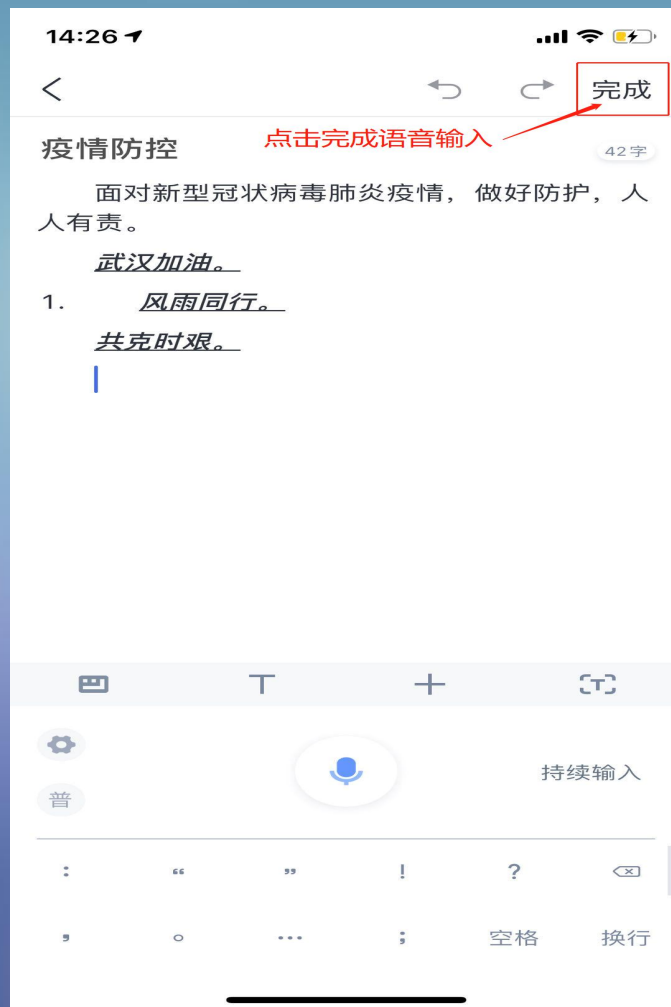 14:26
完成
点击完成语音输入
疫情防控
42字
面对新型冠状病毒肺炎疫情，做好防护，人
人有责。
武汉加油。
1. 风雨同行。
共克时艰。
T
T
普
持续输入
： “ ” ！ ？
， 。 … ； 空格 换行